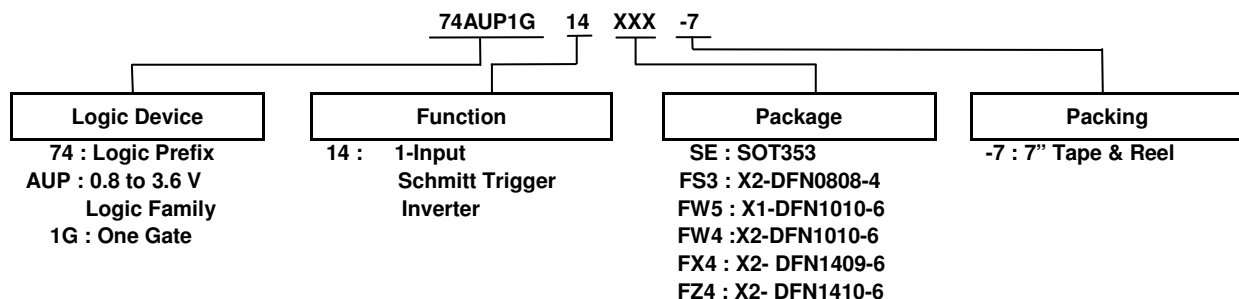 74AUP1G 14 XXX -7
Logic Device
74 : Logic Prefix
AUP : 0.8 to 3.6 V
Logic Family
1G : One Gate
Function
14 : 1-Input
Schmitt Trigger
Inverter
Package
SE : SOT353
FS3 : X2-DFN0808-4
FW5 : X1-DFN1010-6
FW4 :X2-DFN1010-6
FX4 : X2- DFN1409-6
FZ4 : X2- DFN1410-6
Packing
-7 : 7” Tape & Reel